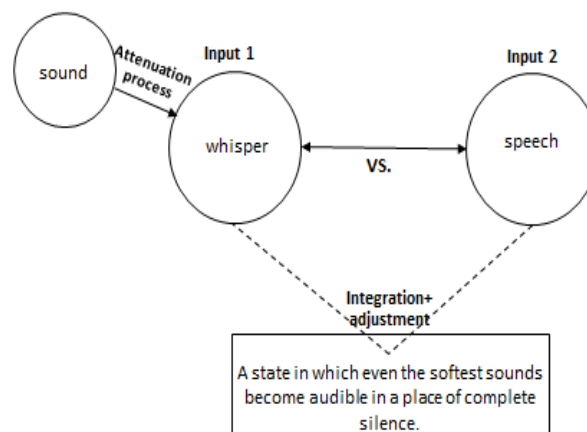 sound
Attenuation
process
Input 1
Input 2
whisper
speech
VS.
Integration+
adjustment
A state in which even the softest sounds
become audible in a place of complete
silence.